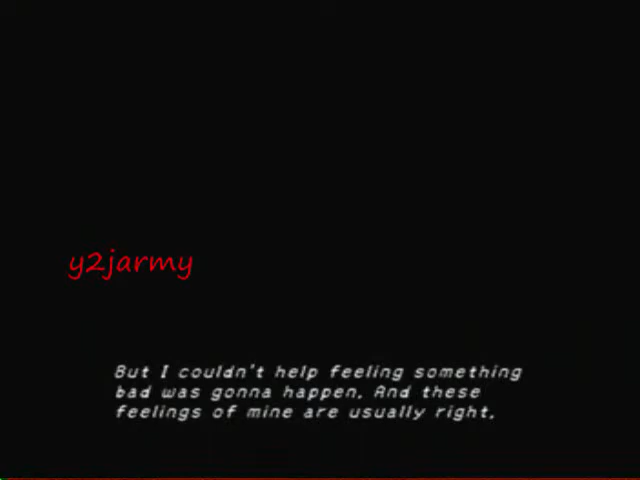 y2jarmy
But I couldn't help feeling something
bad was gonna happen. And these
feelings of mine are usually right.